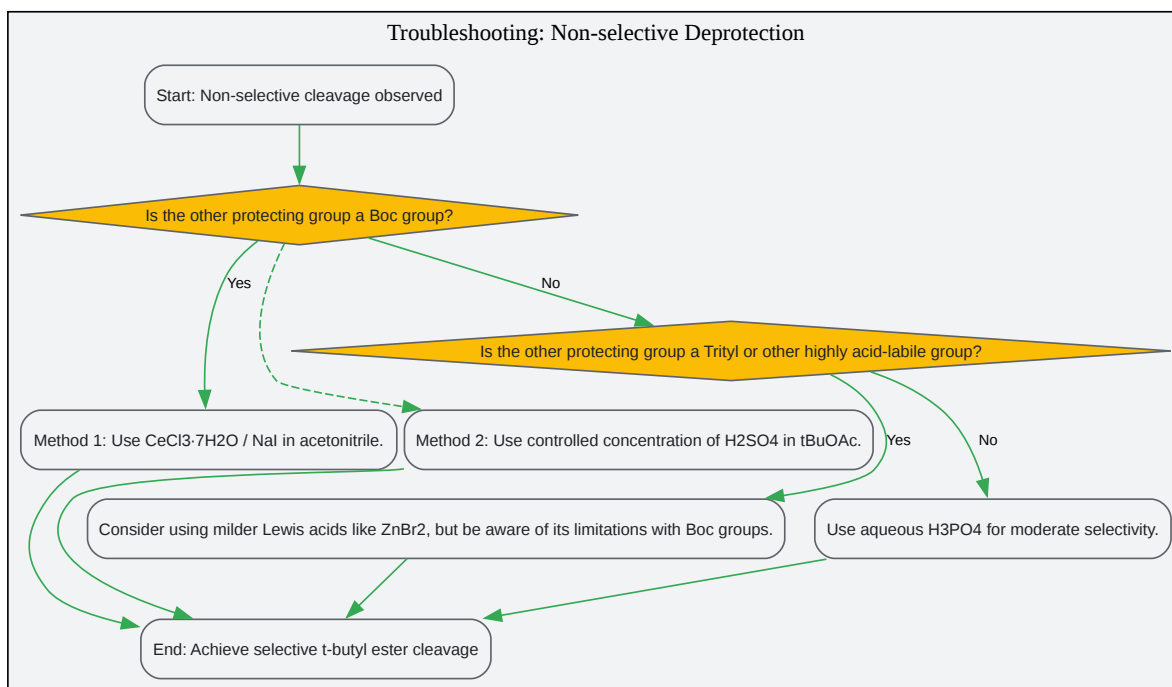 Troubleshooting: Non-selective Deprotection
Start: Non-selective cleavage observed
Is the other protecting group a Boc group?
Yes
No
Is the other protecting group a Trityl or other highly acid-labile group?
Method 1: Use CeCl3·7H2O / NaI in acetonitrile.
Method 2: Use controlled concentration of H2SO4 in tBuOAc.
Yes
No
Consider using milder Lewis acids like ZnBr2, but be aware of its limitations with Boc groups.
Use aqueous H3PO4 for moderate selectivity.
End: Achieve selective t-butyl ester cleavage